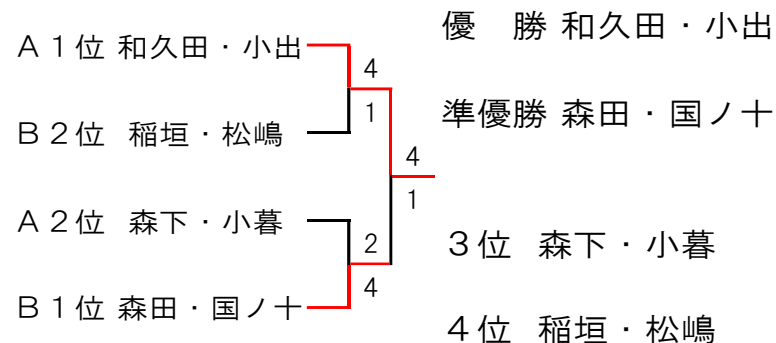 A1位 和久田・小出
4
1
B2位 稲垣・松嶋
4
1
A2位 森下・小暮
2
4
B1位 森田・国ノ十
優 勝 和久田・小出
準優勝 森田・国ノ十
3位 森下・小暮
4位 稲垣・松嶋